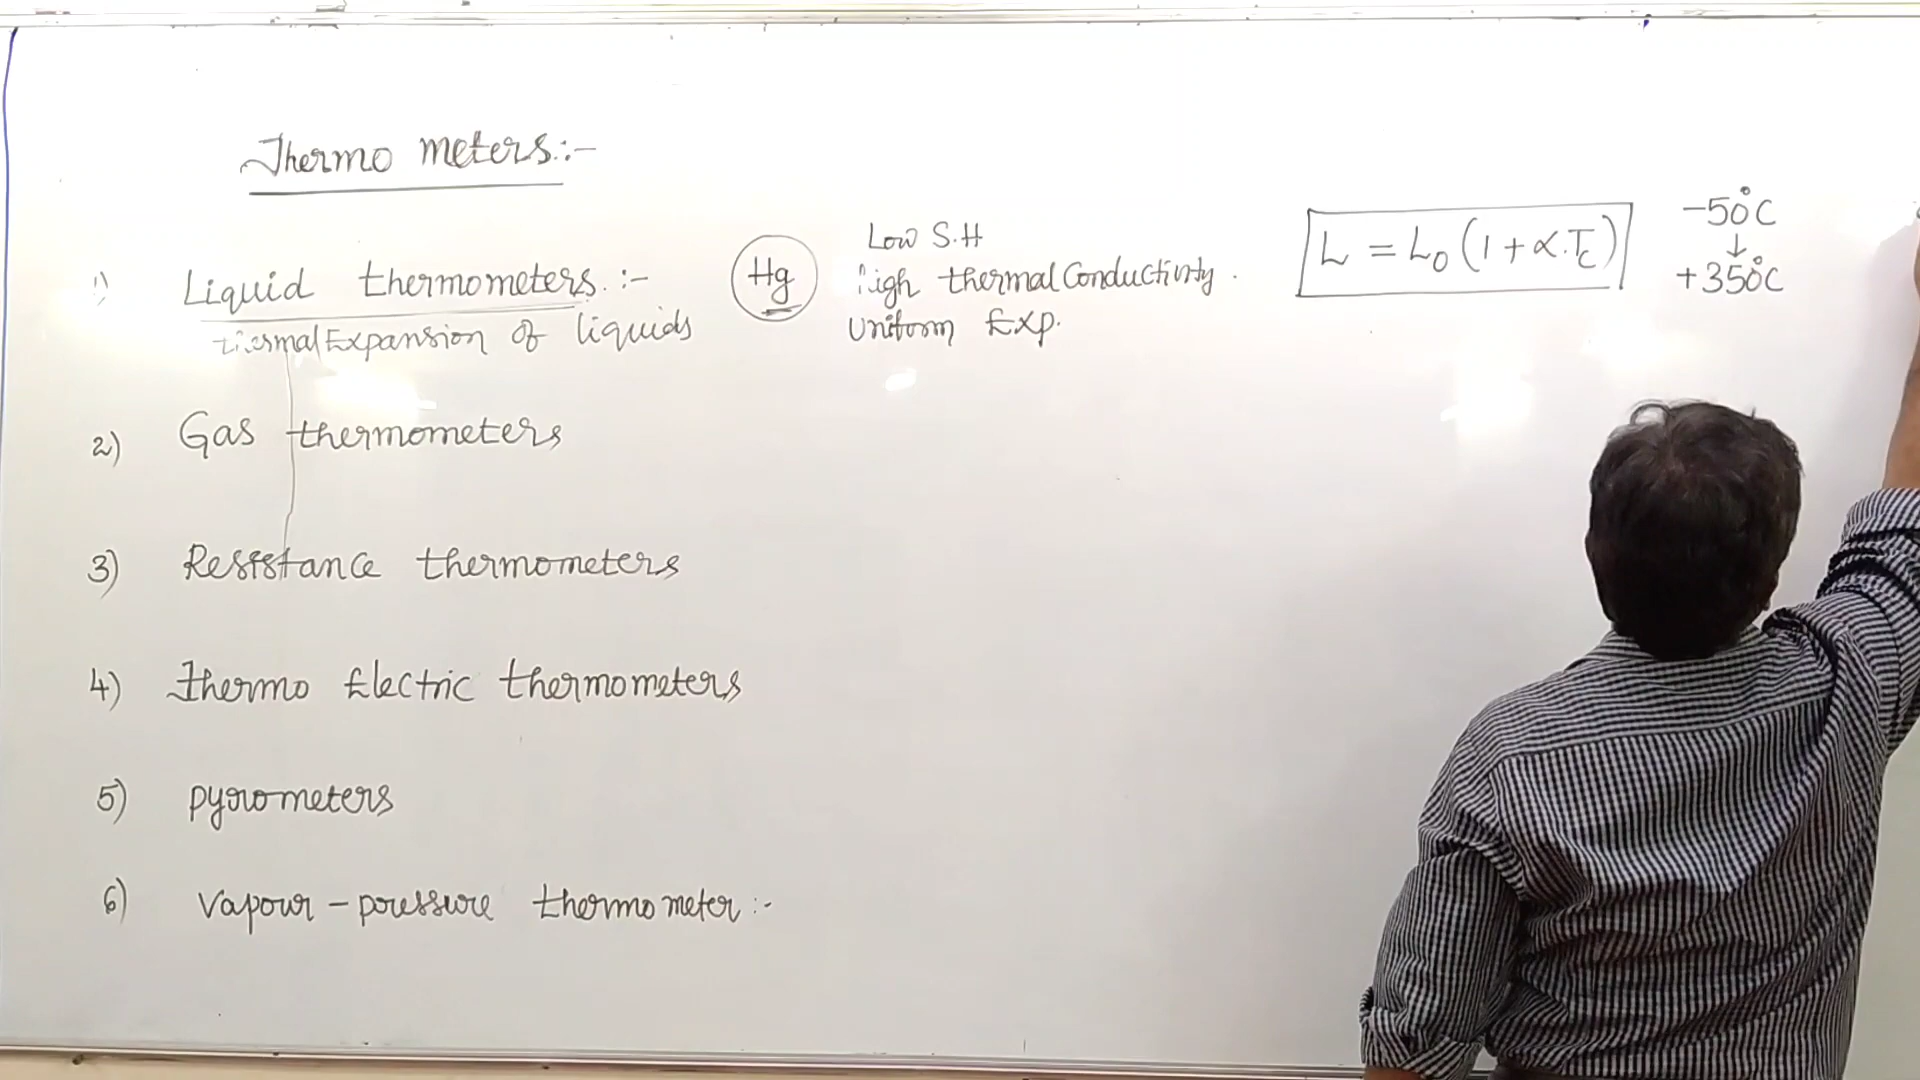 Thermo meters:-
1) Liquid thermometers :-
thermal Expansion of liquids
Hg
Low S.H
high thermal Conductivity.
Uniform Exp.
L = L₀ (1 + α.Tc)
-50°C
↓
+350°C
2) Gas thermometers
3) Resistance thermometers
4) Thermo Electric thermometers
5) pyrometers
6) Vapour - pressure thermometer :-